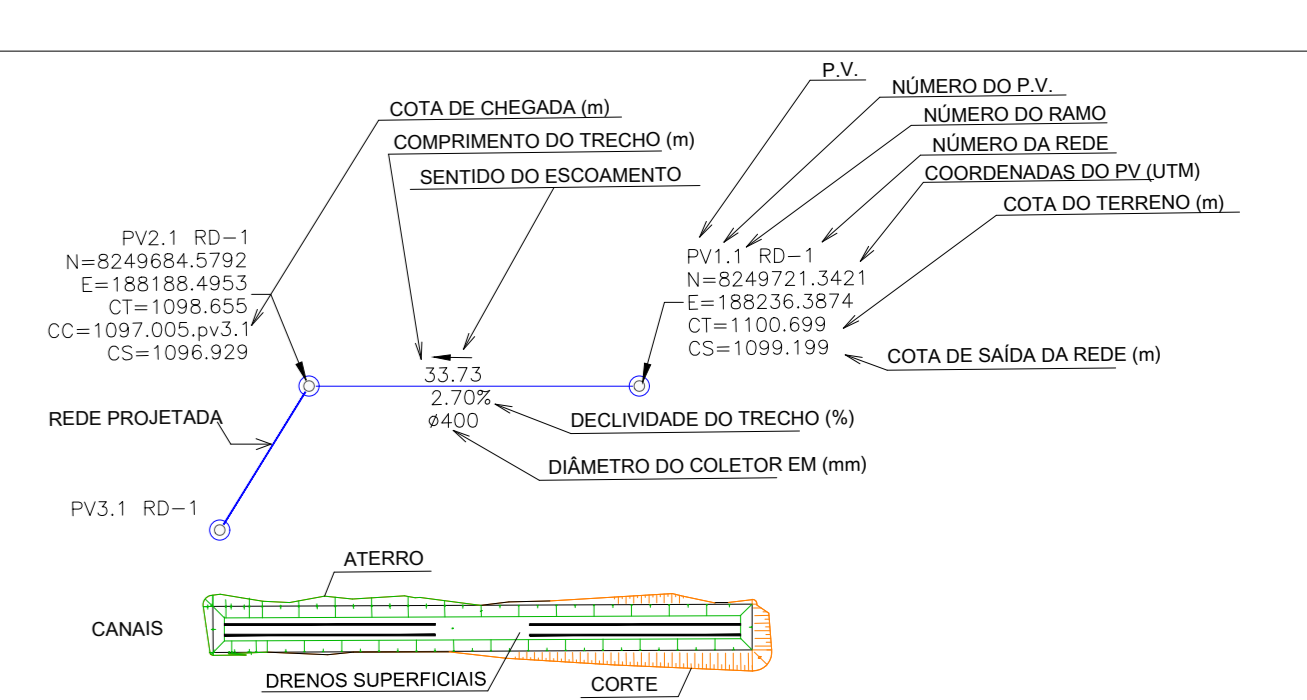 P.V.
NÚMERO DO P.V.
COTA DE CHEGADA (m)
NÚMERO DO RAMO
COMPRIMENTO DO TRECHO (m)
NÚMERO DA REDE
SENTIDO DO ESCOAMENTO
COORDENADAS DO PV (UTM)
COTA DO TERRENO (m)
PV2.1 RD-1
N=8249684.5792
E=188188.4953
CT=1098.655
CC=1097.005.pv3.1
CS=1096.929
PV1.1 RD-1
N=8249721.3421
E=188236.3874
CT=1100.699
CS=1099.199
COTA DE SAÍDA DA REDE (m)
33.73
2.70%
ø400
REDE PROJETADA
DECLIVIDADE DO TRECHO (%)
DIÂMETRO DO COLETOR EM (mm)
PV3.1 RD-1
ATERRO
CANAIS
DRENOS SUPERFICIAIS
CORTE